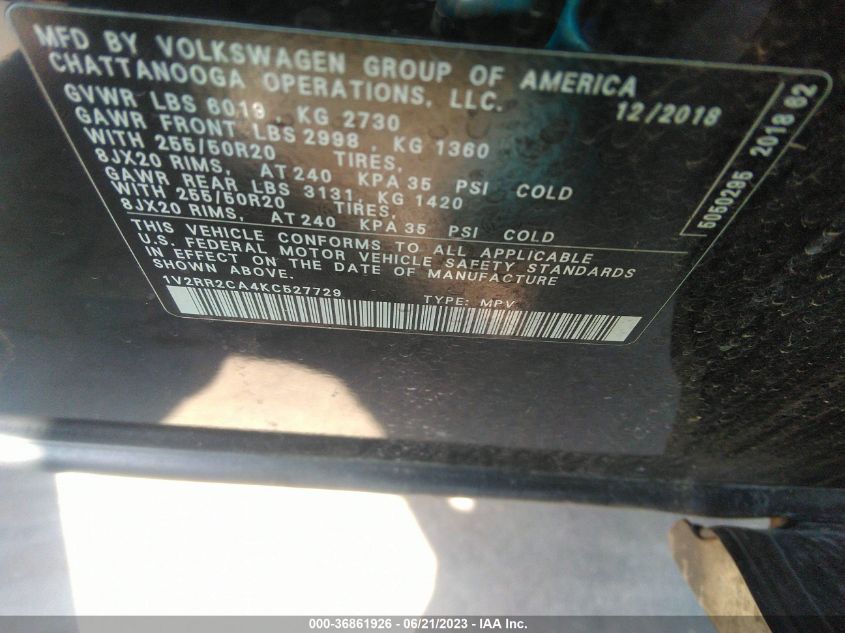 MFD BY VOLKSWAGEN GROUP OF AMERICA
CHATTANOOGA OPERATIONS, LLC.
12/2018
GVWR LBS 6019, KG 2730
GAWR FRONT LBS 2998, KG 1360
WITH 255/50R20 TIRES,
8JX20 RIMS, AT 240 KPA 35 PSI COLD
GAWR REAR LBS 3131, KG 1420
WITH 255/50R20 TIRES,
8JX20 RIMS, AT 240 KPA 35 PSI COLD
THIS VEHICLE CONFORMS TO ALL APPLICABLE
U.S. FEDERAL MOTOR VEHICLE SAFETY STANDARDS
IN EFFECT ON THE DATE OF MANUFACTURE
SHOWN ABOVE.
1V2RR2CA4KC527729 TYPE: MPV
5050295 2018 62
000-36861926 / 06/21/2023 - © IAA Inc.